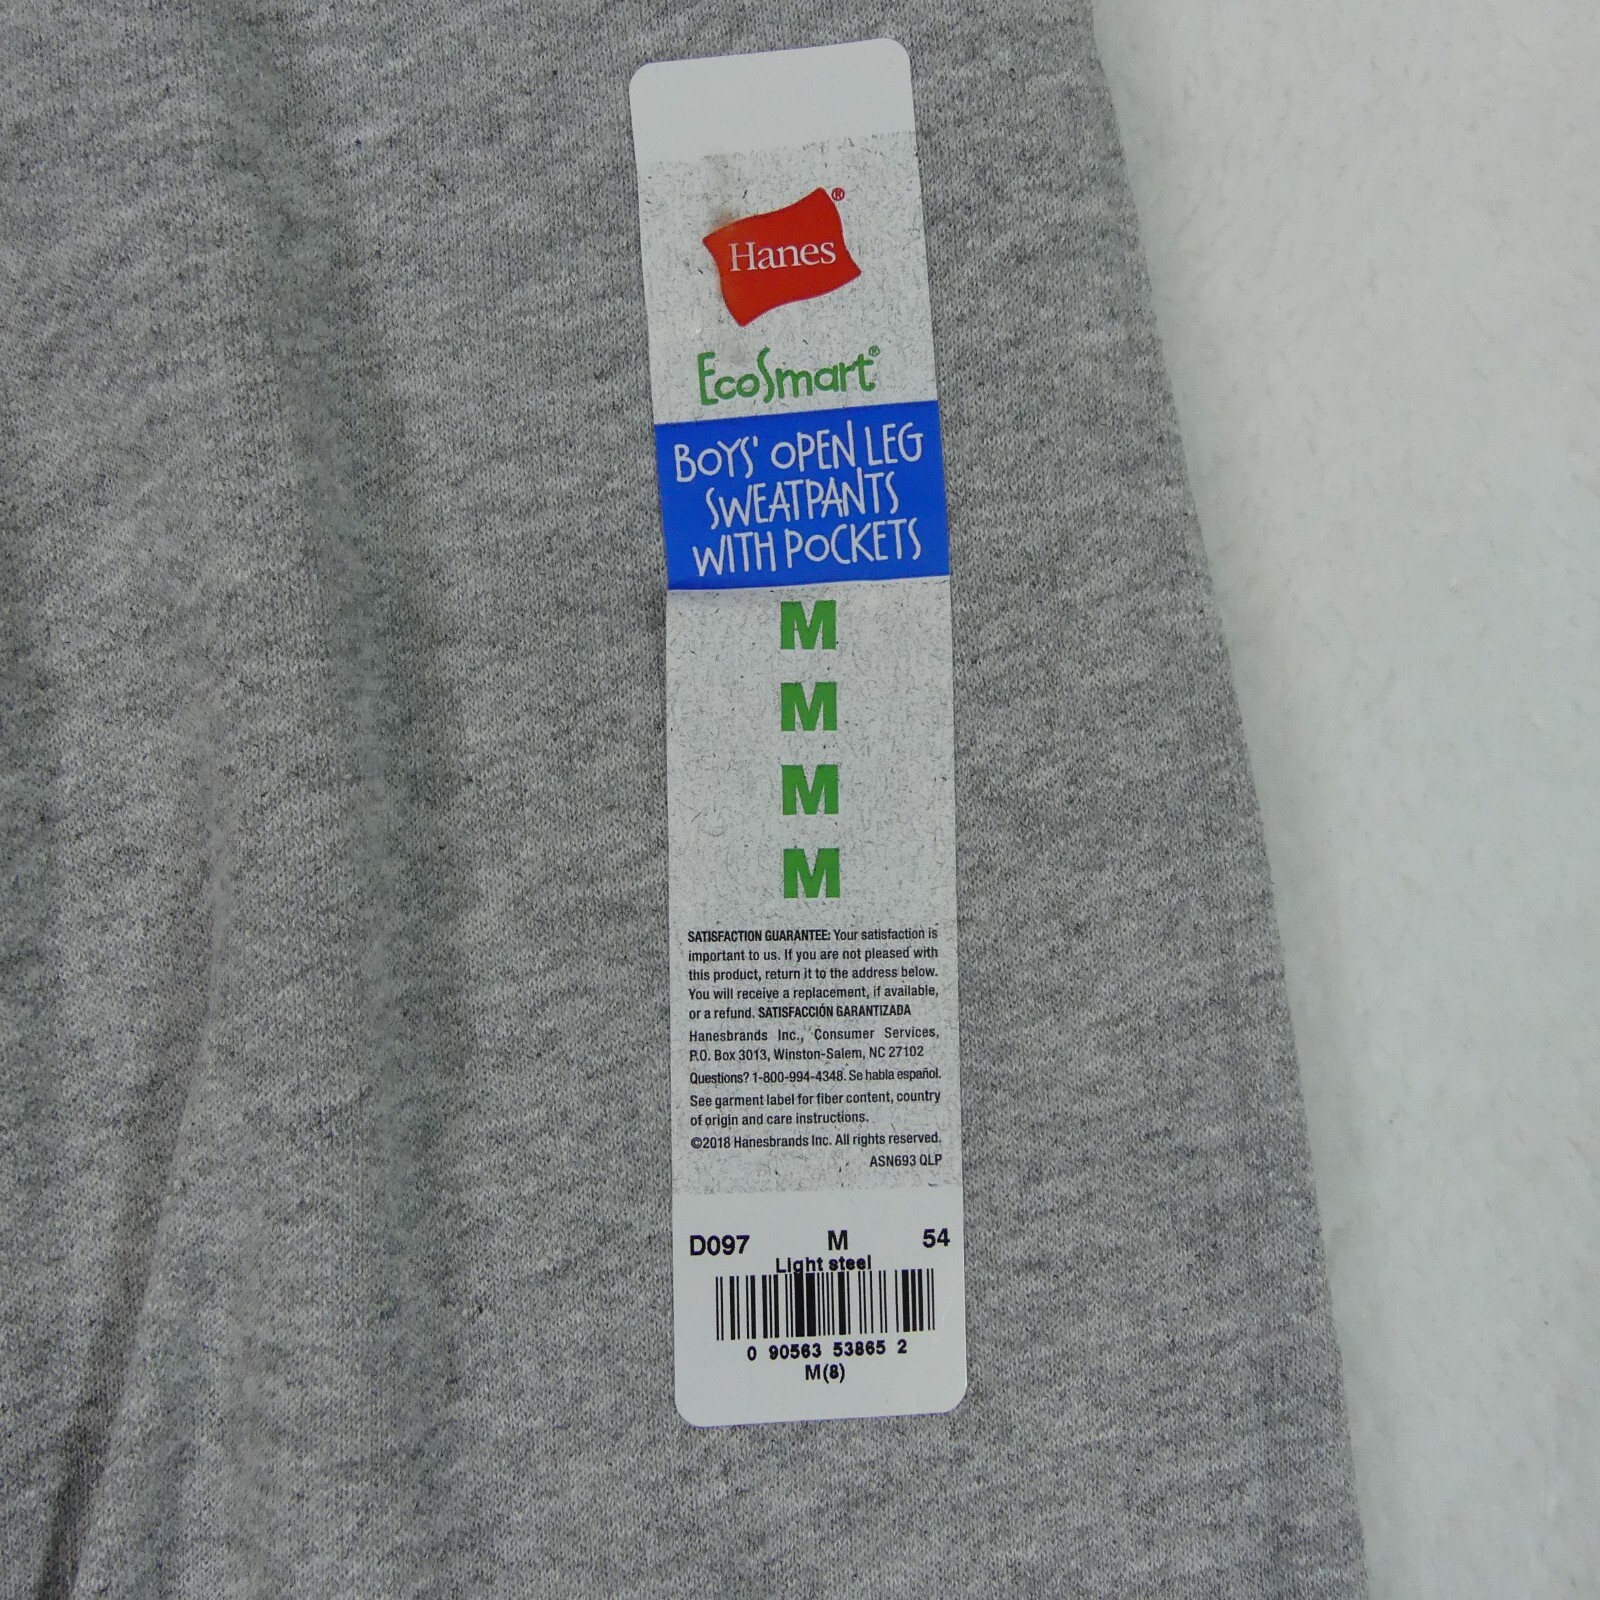 Hanes®
EcoSmart®
BOYS' OPEN LEG
SWEATPANTS
WITH POCKETS
M
M
M
M
SATISFACTION GUARANTEE: Your satisfaction is
important to us. If you are not pleased with
this product, return it to the address below.
You will receive a replacement, if available,
or a refund. SATISFACCIÓN GARANTIZADA
Hanesbrands Inc., Consumer Services,
P.O. Box 3013, Winston-Salem, NC 27102
Questions? 1-800-994-4348. Se habla español.
See garment label for fiber content, country
of origin and care instructions.
©2018 Hanesbrands Inc. All rights reserved.
ASN693 QLP
D097 M 54
Light steel
0 90563 53865 2
M(8)